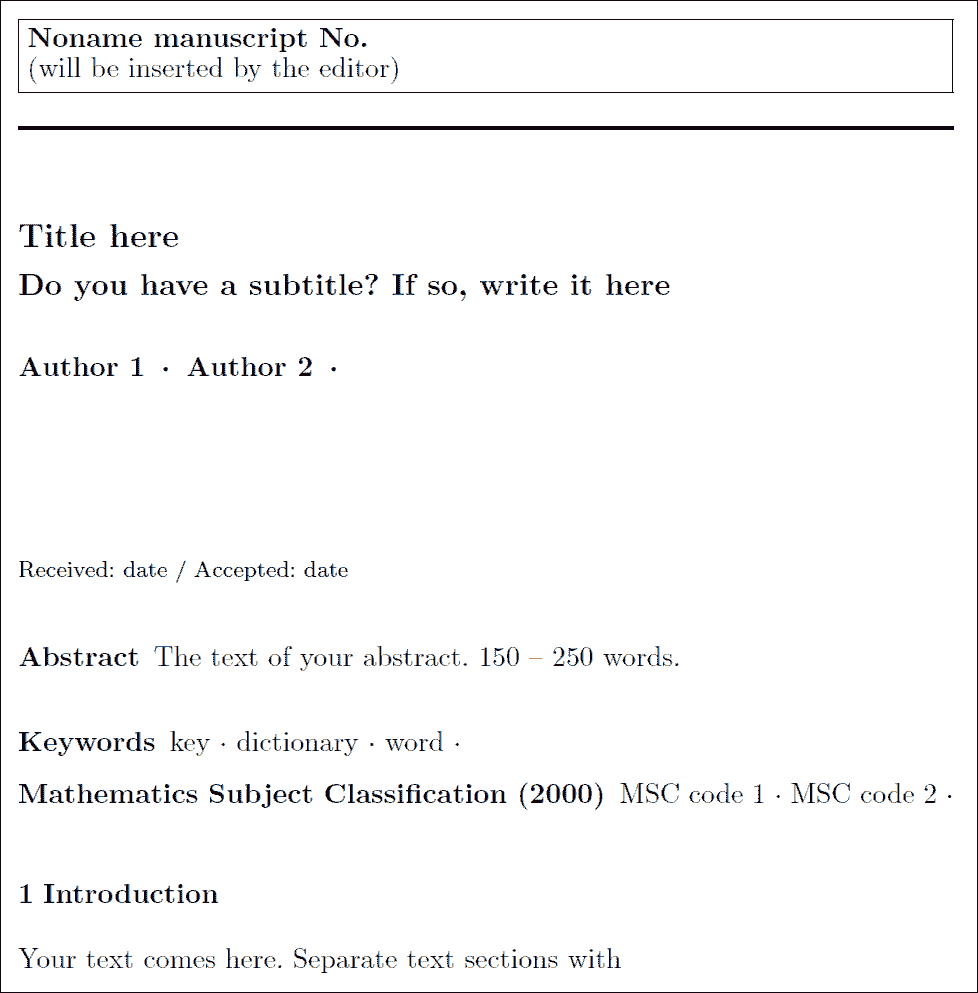 Noname manuscript No.
(will be inserted by the editor)
Title here
Do you have a subtitle? If so, write it here
Author 1 · Author 2 ·
Received: date / Accepted: date
Abstract The text of your abstract. 150 – 250 words.
Keywords key · dictionary · word ·
Mathematics Subject Classification (2000) MSC code 1 · MSC code 2 ·
1 Introduction
Your text comes here. Separate text sections with